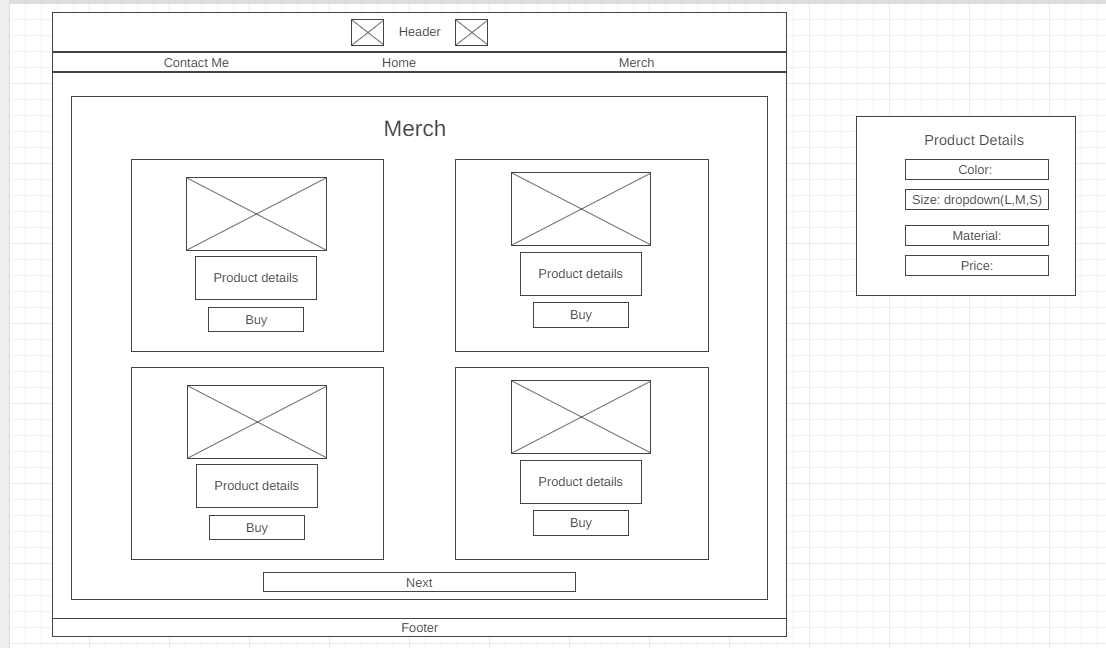 Header
Contact Me
Home
Merch
Merch
Product details
Buy
Product details
Buy
Product details
Buy
Product details
Buy
Next
Footer
Product Details
Color:
Size: dropdown(L,M,S)
Material:
Price: